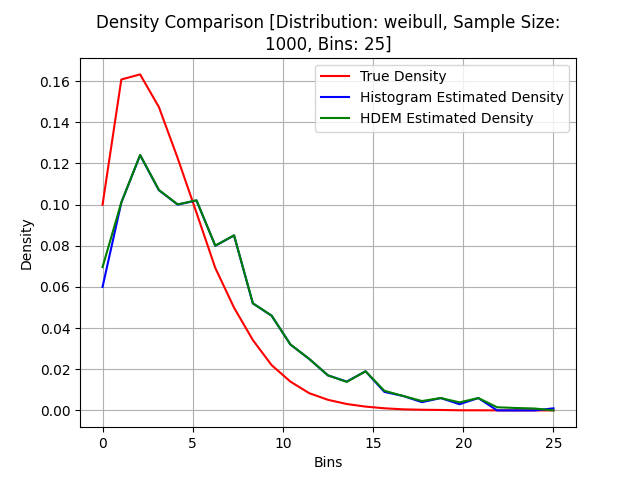 Density Comparison [Distribution: weibull, Sample Size:
1000, Bins: 25]
True Density
Histogram Estimated Density
HDEM Estimated Density
Density
0.16
0.14
0.12
0.10
0.08
0.06
0.04
0.02
0.00
0 5 10 15 20 25
Bins